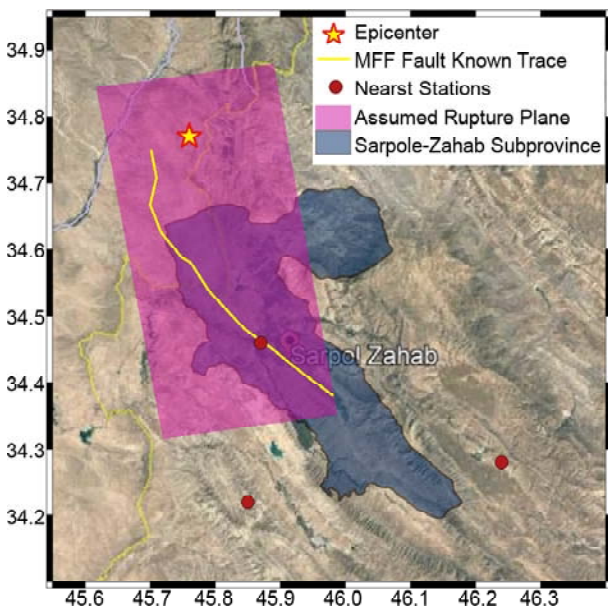 Epicenter
MFF Fault Known Trace
Nearst Stations
Assumed Rupture Plane
Sarpole-Zahab Subprovince
34.9
34.8
34.7
34.6
34.5
34.4
34.3
34.2
Sarpol Zahab
45.6 45.7 45.8 45.9 46.0 46.1 46.2 46.3